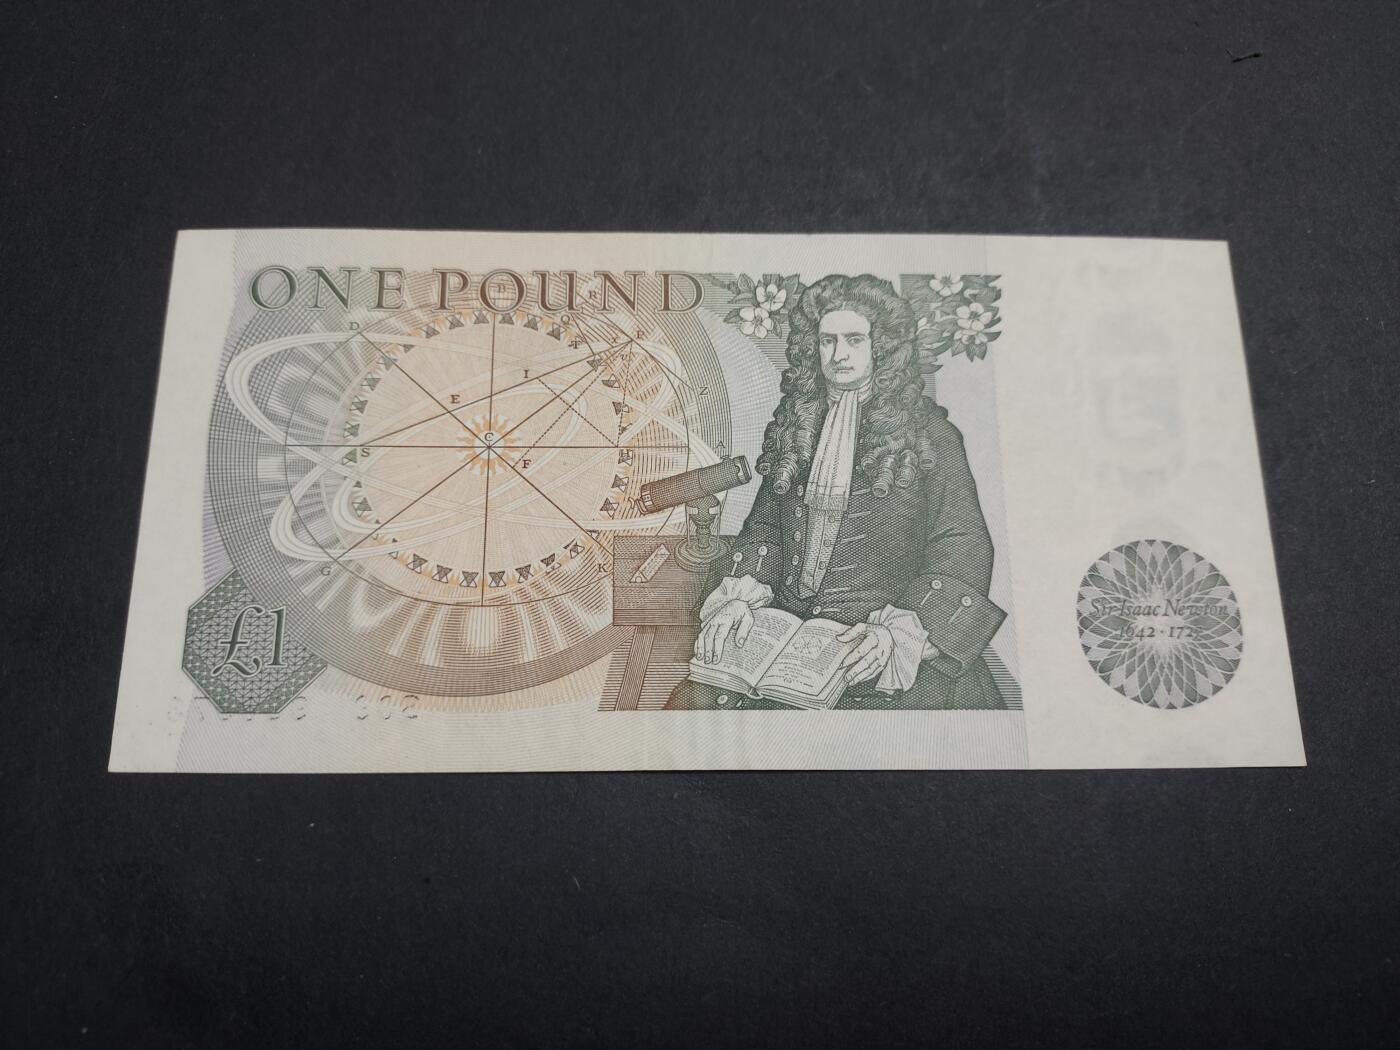 ONE POUND
B
R
D
Q
P
T
x
v
I
Z
E
C
S
H
A
F
G
K
£1
Sir Isaac Newton
1642 · 1727